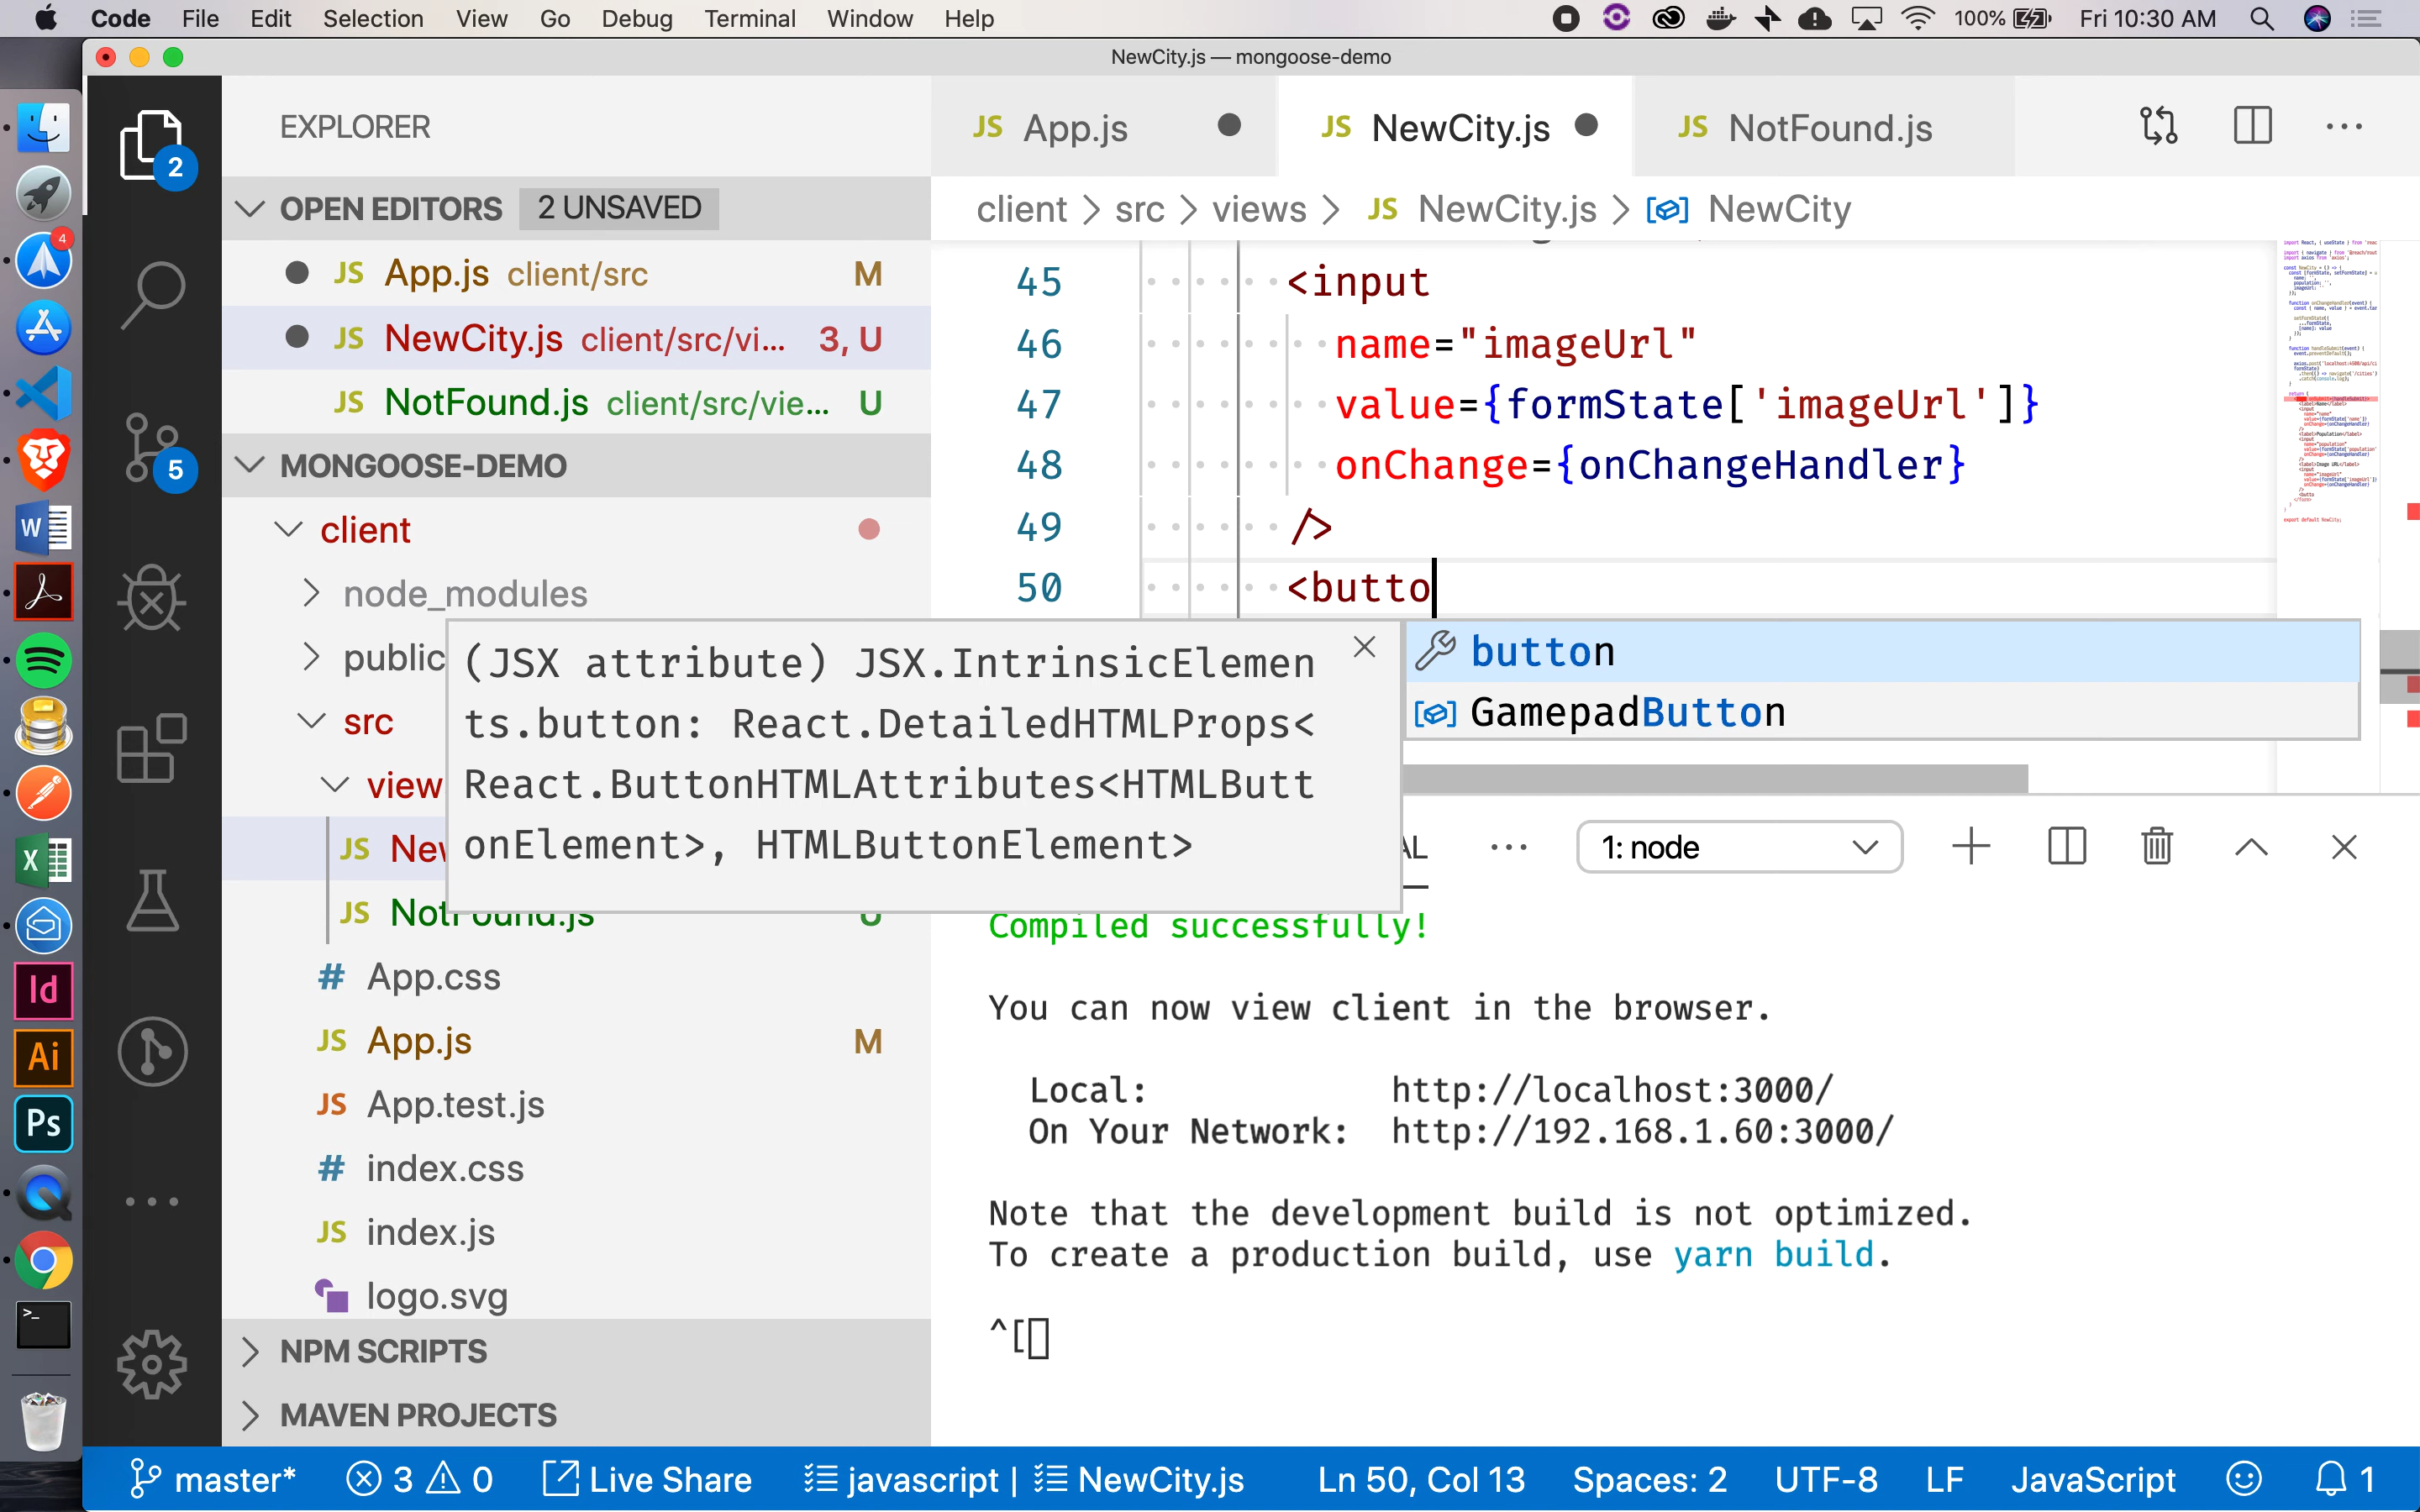 Code File Edit Selection View Go Debug Terminal Window Help 100% Fri 10:30 AM
NewCity.js — mongoose-demo
4
EXPLORER
2
JS App.js
JS NewCity.js
JS NotFound.js
OPEN EDITORS 2 UNSAVED
JS App.js client/src M
JS NewCity.js client/src/vi... 3, U
JS NotFound.js client/src/vie... U
MONGOOSE-DEMO
5
client
node_modules
public
src
view
JS New
JS NotFound.js U
# App.css
JS App.js M
JS App.test.js
# index.css
JS index.js
logo.svg
NPM SCRIPTS
MAVEN PROJECTS
client > src > views > JS NewCity.js > NewCity
45 <input
46 name="imageUrl"
47 value={formState['imageUrl']}
48 onChange={onChangeHandler}
49 />
50 <butto
(JSX attribute) JSX.IntrinsicElemen
ts.button: React.DetailedHTMLProps<
React.ButtonHTMLAttributes<HTMLButt
onElement>, HTMLButtonElement>
button
GamepadButton
AL ... 1: node
Compiled successfully!
You can now view client in the browser.
Local: http://localhost:3000/
On Your Network: http://192.168.1.60:3000/
Note that the development build is not optimized.
To create a production build, use yarn build.
^[
W
X
Id
Ai
Ps
>_
master* 3 0 Live Share javascript | NewCity.js Ln 50, Col 13 Spaces: 2 UTF-8 LF JavaScript 1